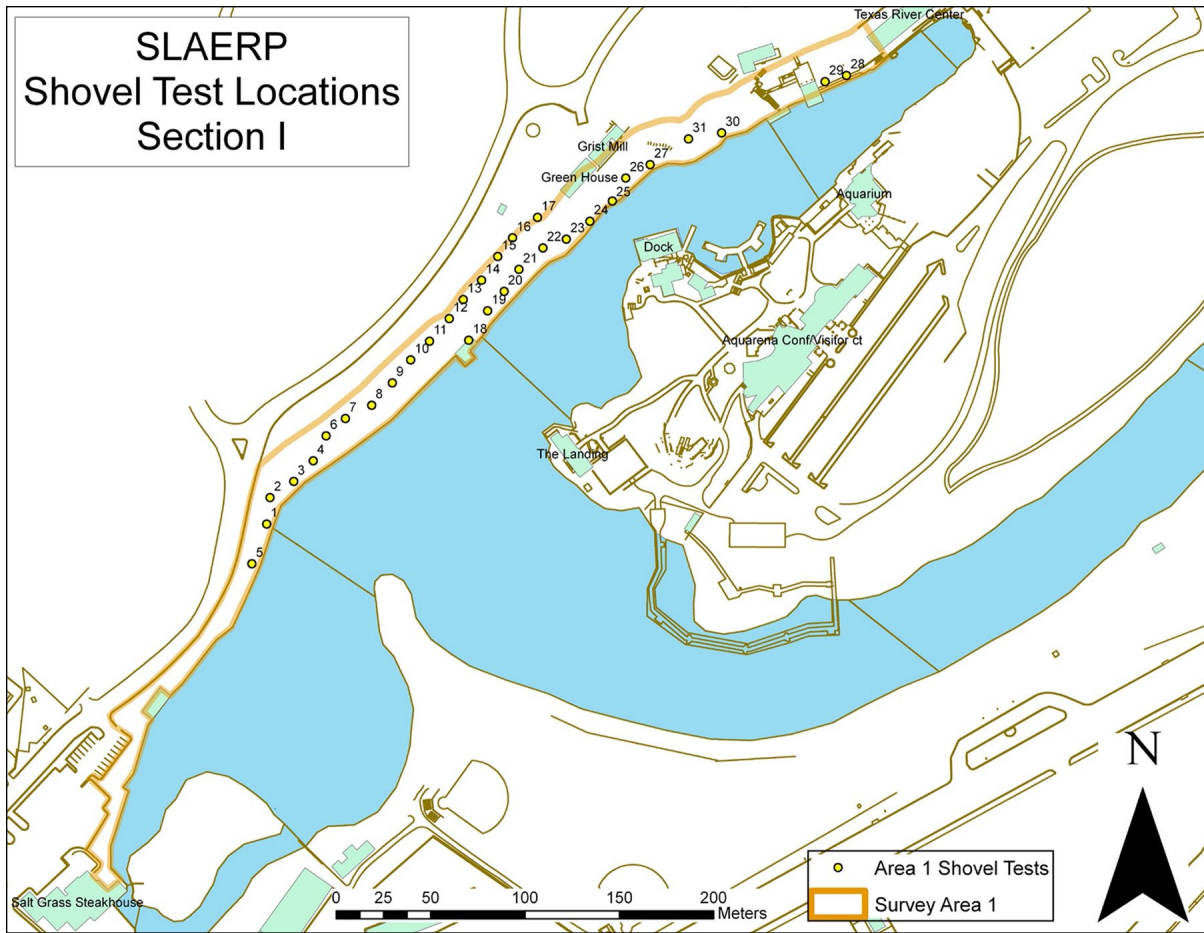 SLAERP
Shovel Test Locations
Section I
Texas River Center
29
28
31
30
Grist Mill
27
Green House
26
25
Aquarium
24
17
23
16
22
Dock
15
21
14
20
13
19
12
18
11
Aquarena Conf/Visitor ct
10
9
8
7
6
The Landing
4
3
2
1
5
N
Area 1 Shovel Tests
Survey Area 1
Salt Grass Steakhouse
0 25 50 100 150 200
Meters